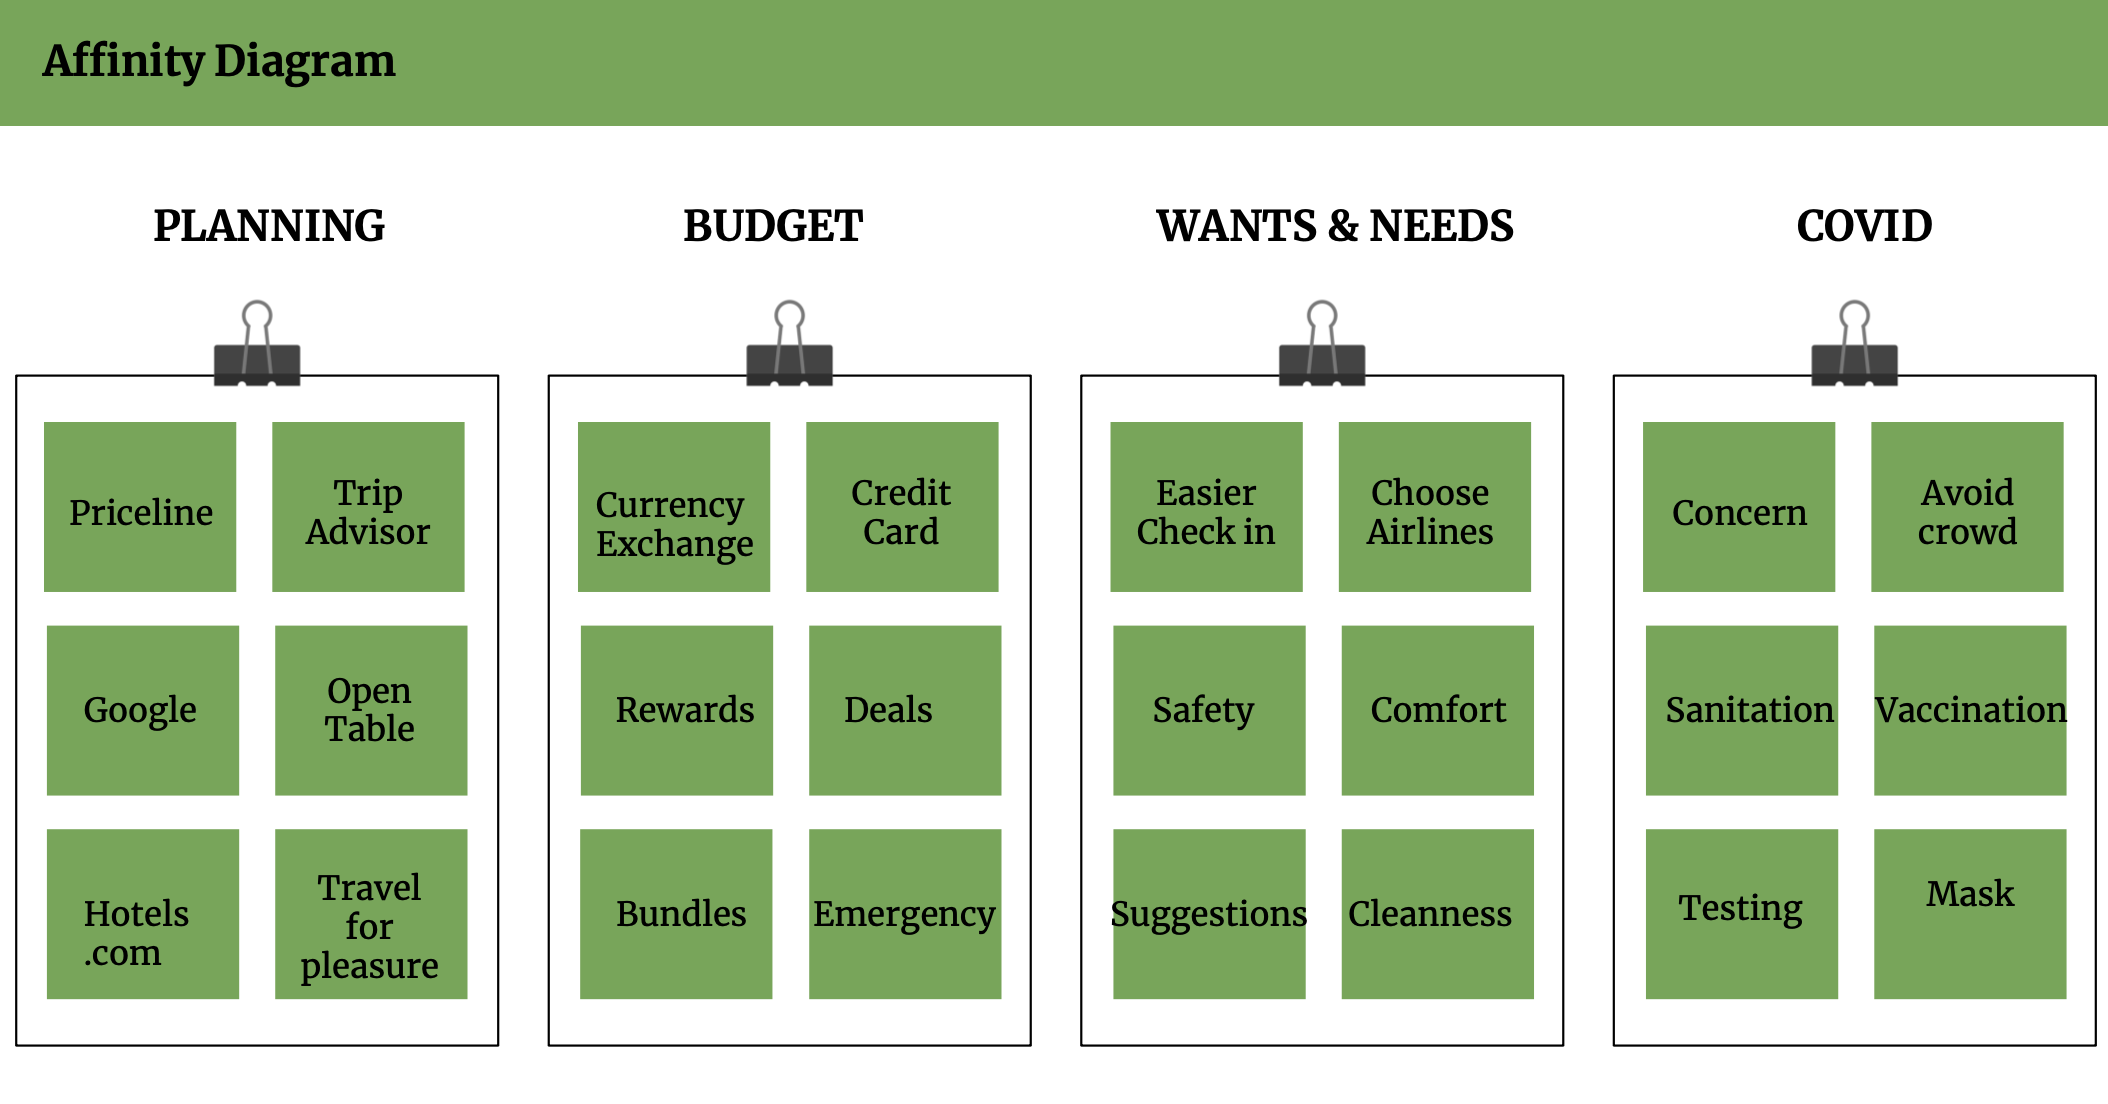 Affinity Diagram
PLANNING
Priceline
Trip
Advisor
Google
Open
Table
Hotels
.com
Travel
for
pleasure
BUDGET
Currency
Exchange
Credit
Card
Rewards
Deals
Bundles
Emergency
WANTS & NEEDS
Easier
Check in
Choose
Airlines
Safety
Comfort
Suggestions
Cleanness
COVID
Concern
Avoid
crowd
Sanitation
Vaccination
Testing
Mask